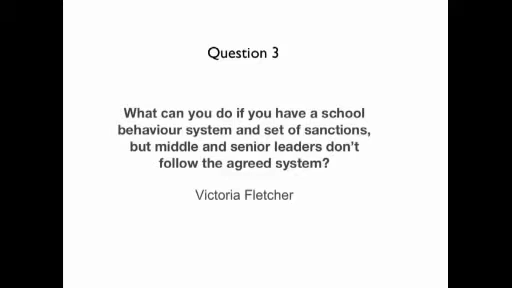 Question 3
What can you do if you have a school
behaviour system and set of sanctions,
but middle and senior leaders don't
follow the agreed system?
Victoria Fletcher